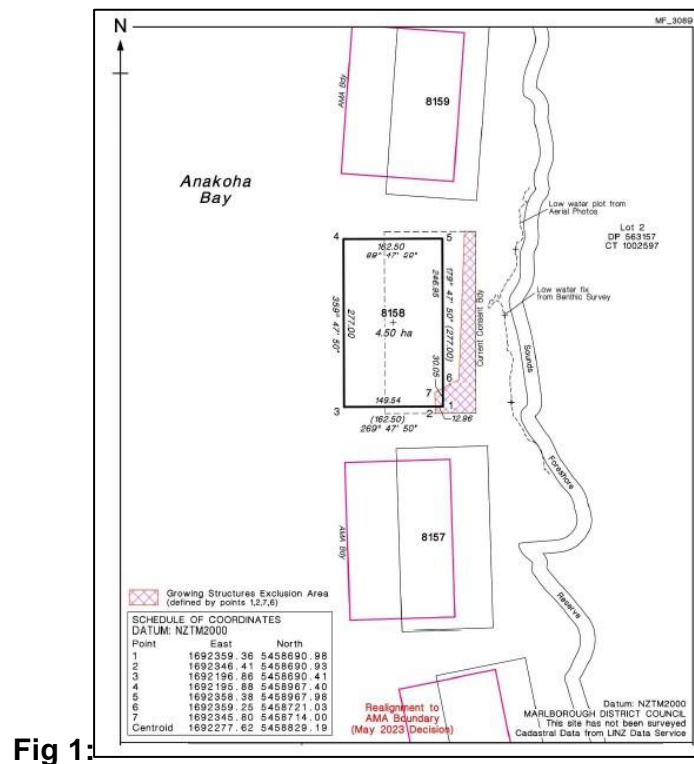 N
MF_3089
AMA Bdy
8159
Anakoha
Bay
Low water plot from
Aerial Photos
Lot 2
DP 563157
CT 1002597
4
162.50
89° 47' 50"
5
Low water fix
from Benthic Survey
359° 47' 50"
277.00
8158
4.50 ha
246.95
179° 47' 50" (277.00)
Current Consent Bdy
Sounds
30.05
6
7
149.54
3
1
2
(162.50)
12.96
269° 47' 50"
AMA Bdy
8157
Foreshore
Reserve
Growing Structures Exclusion Area
(defined by points 1,2,7,6)
SCHEDULE OF COORDINATES
DATUM: NZTM2000
Point East North
1 1692359.36 5458690.98
2 1692346.41 5458690.93
3 1692196.86 5458690.41
4 1692195.88 5458967.40
5 1692358.38 5458967.98
6 1692359.25 5458721.03
7 1692345.80 5458714.00
Centroid 1692277.62 5458829.19
Realignment to
AMA Boundary
(May 2023 Decision)
Datum: NZTM2000
MARLBOROUGH DISTRICT COUNCIL
This site has not been surveyed
Cadastral Data from LINZ Data Service
Fig 1: